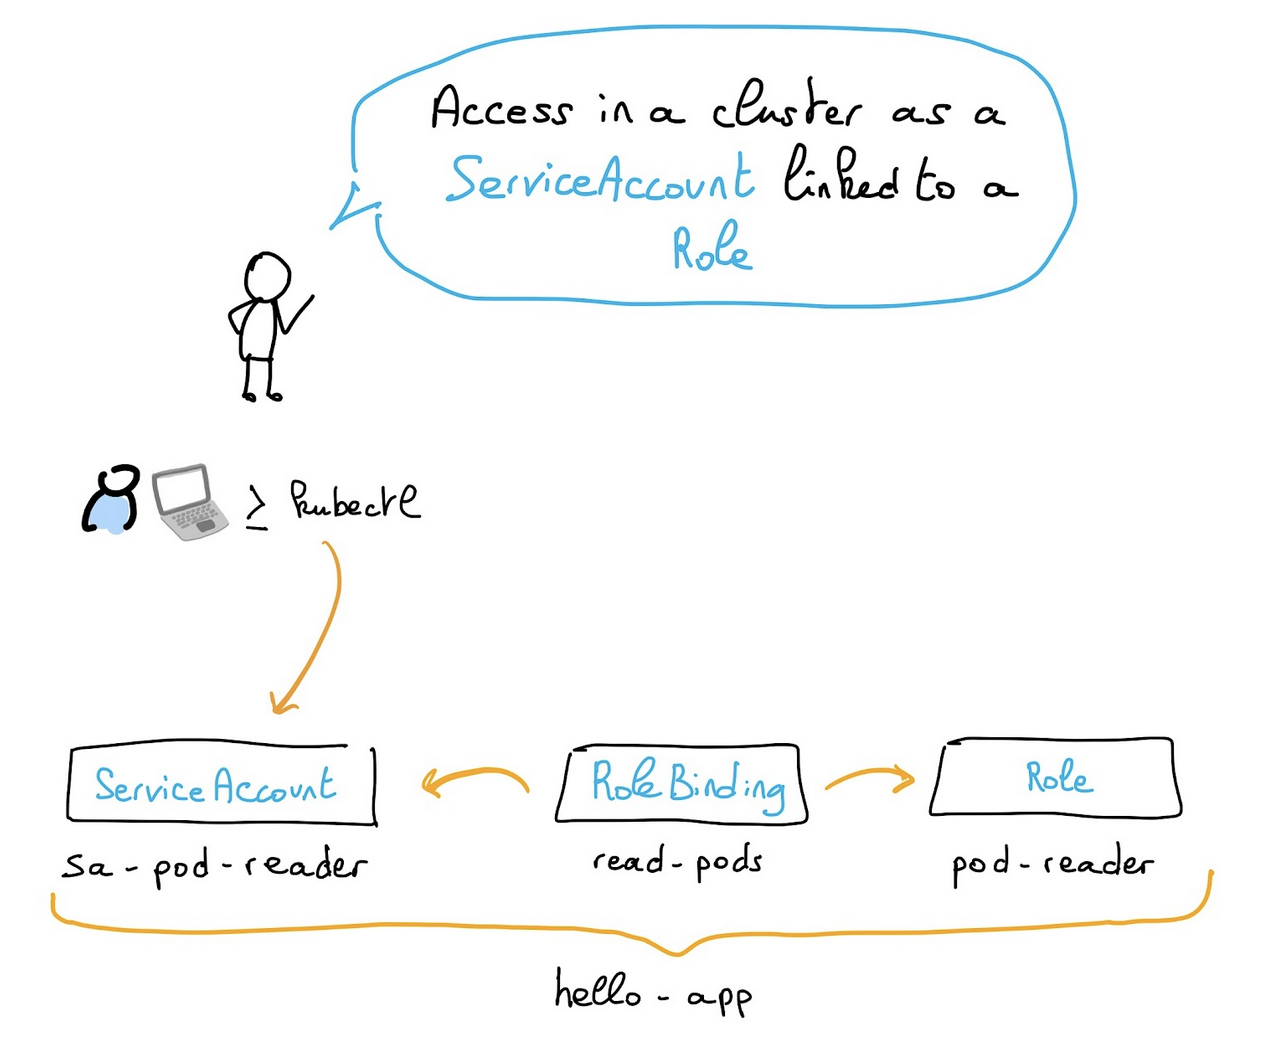 Access in a cluster as a
ServiceAccount linked to a
Role
≥ kubectl
ServiceAccount
RoleBinding
Role
sa-pod-reader
read-pods
pod-reader
hello-app